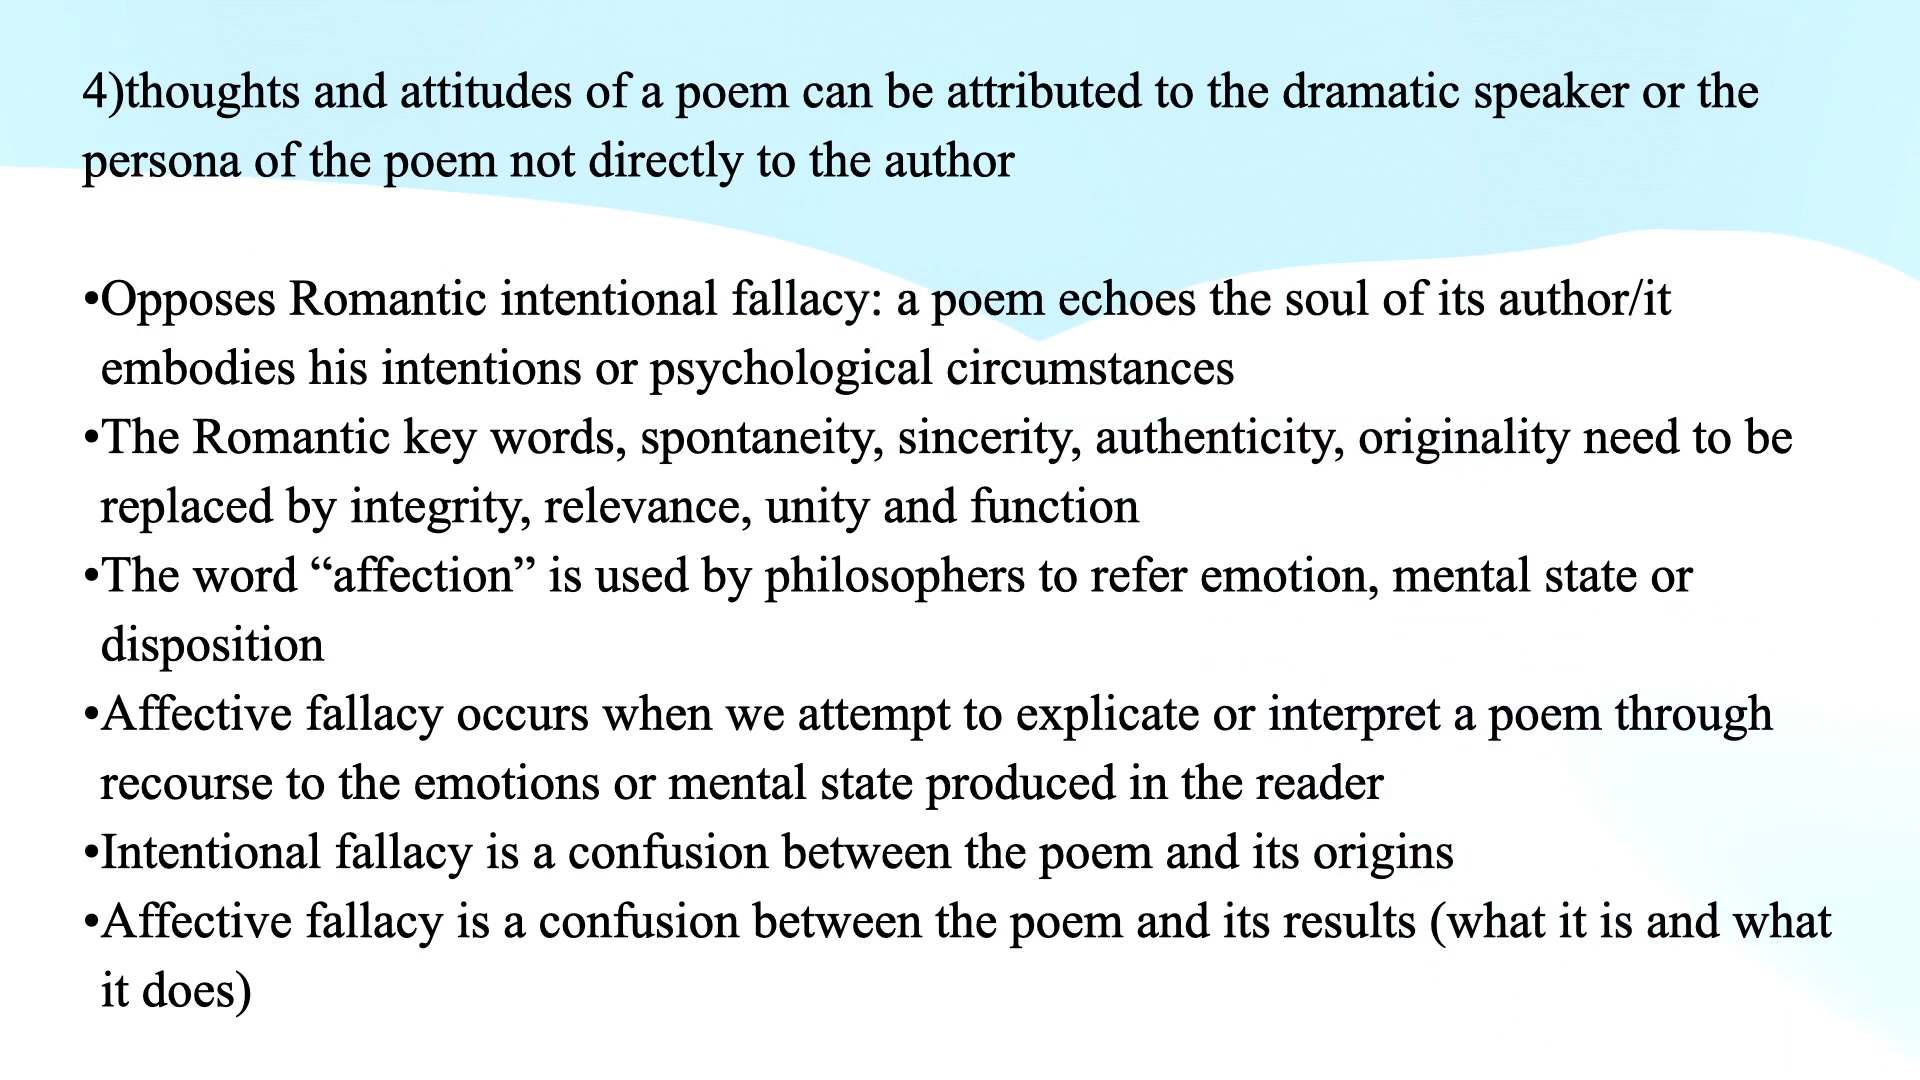 4)thoughts and attitudes of a poem can be attributed to the dramatic speaker or the
persona of the poem not directly to the author
•Opposes Romantic intentional fallacy: a poem echoes the soul of its author/it
embodies his intentions or psychological circumstances
•The Romantic key words, spontaneity, sincerity, authenticity, originality need to be
replaced by integrity, relevance, unity and function
•The word “affection” is used by philosophers to refer emotion, mental state or
disposition
•Affective fallacy occurs when we attempt to explicate or interpret a poem through
recourse to the emotions or mental state produced in the reader
•Intentional fallacy is a confusion between the poem and its origins
•Affective fallacy is a confusion between the poem and its results (what it is and what
it does)